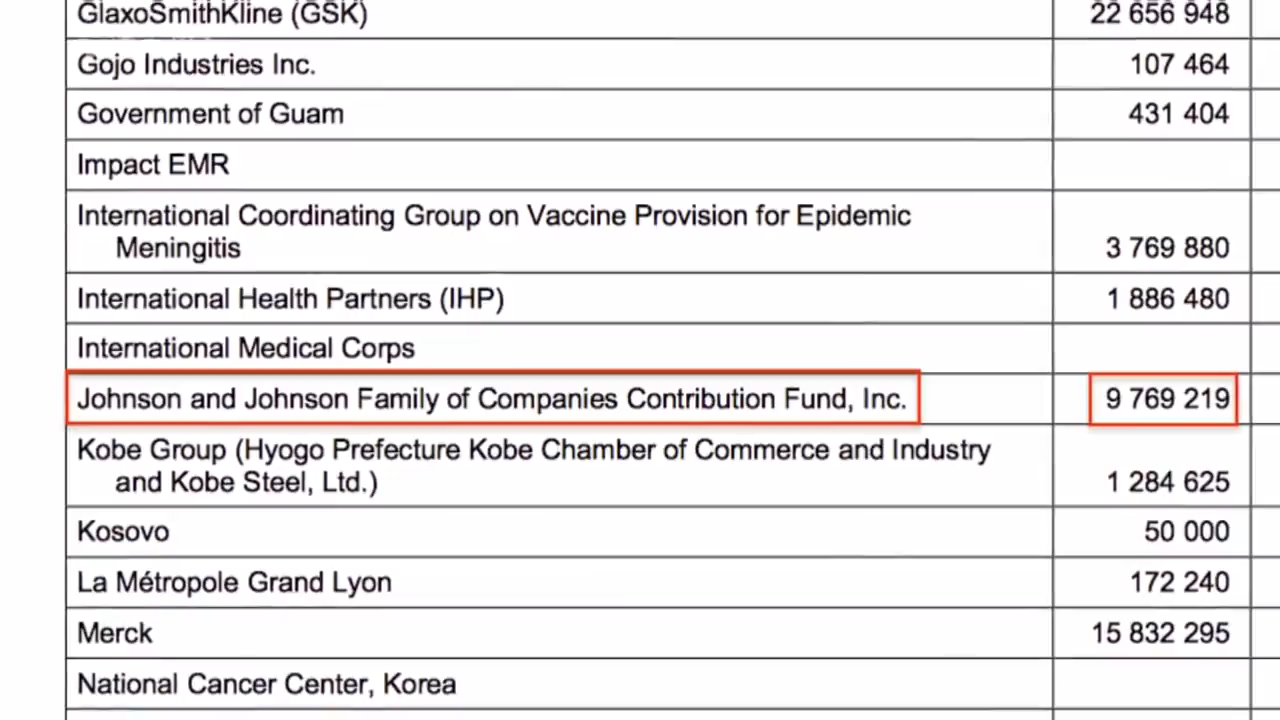 GlaxoSmithKline (GSK) 22 656 948
Gojo Industries Inc. 107 464
Government of Guam 431 404
Impact EMR
International Coordinating Group on Vaccine Provision for Epidemic
Meningitis 3 769 880
International Health Partners (IHP) 1 886 480
International Medical Corps
Johnson and Johnson Family of Companies Contribution Fund, Inc. 9 769 219
Kobe Group (Hyogo Prefecture Kobe Chamber of Commerce and Industry
and Kobe Steel, Ltd.) 1 284 625
Kosovo 50 000
La Métropole Grand Lyon 172 240
Merck 15 832 295
National Cancer Center, Korea